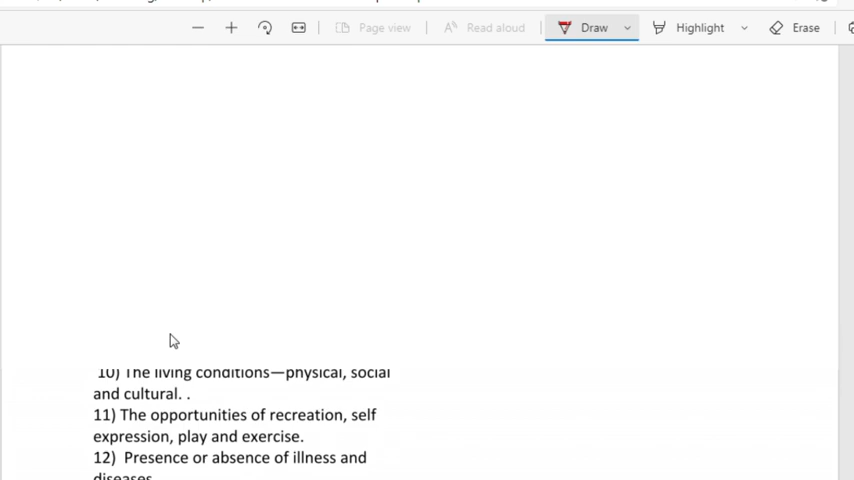 Page view
Read aloud
Draw
Highlight
Erase
10) The living conditions—physical, social
and cultural. .
11) The opportunities of recreation, self
expression, play and exercise.
12) Presence or absence of illness and
diseases